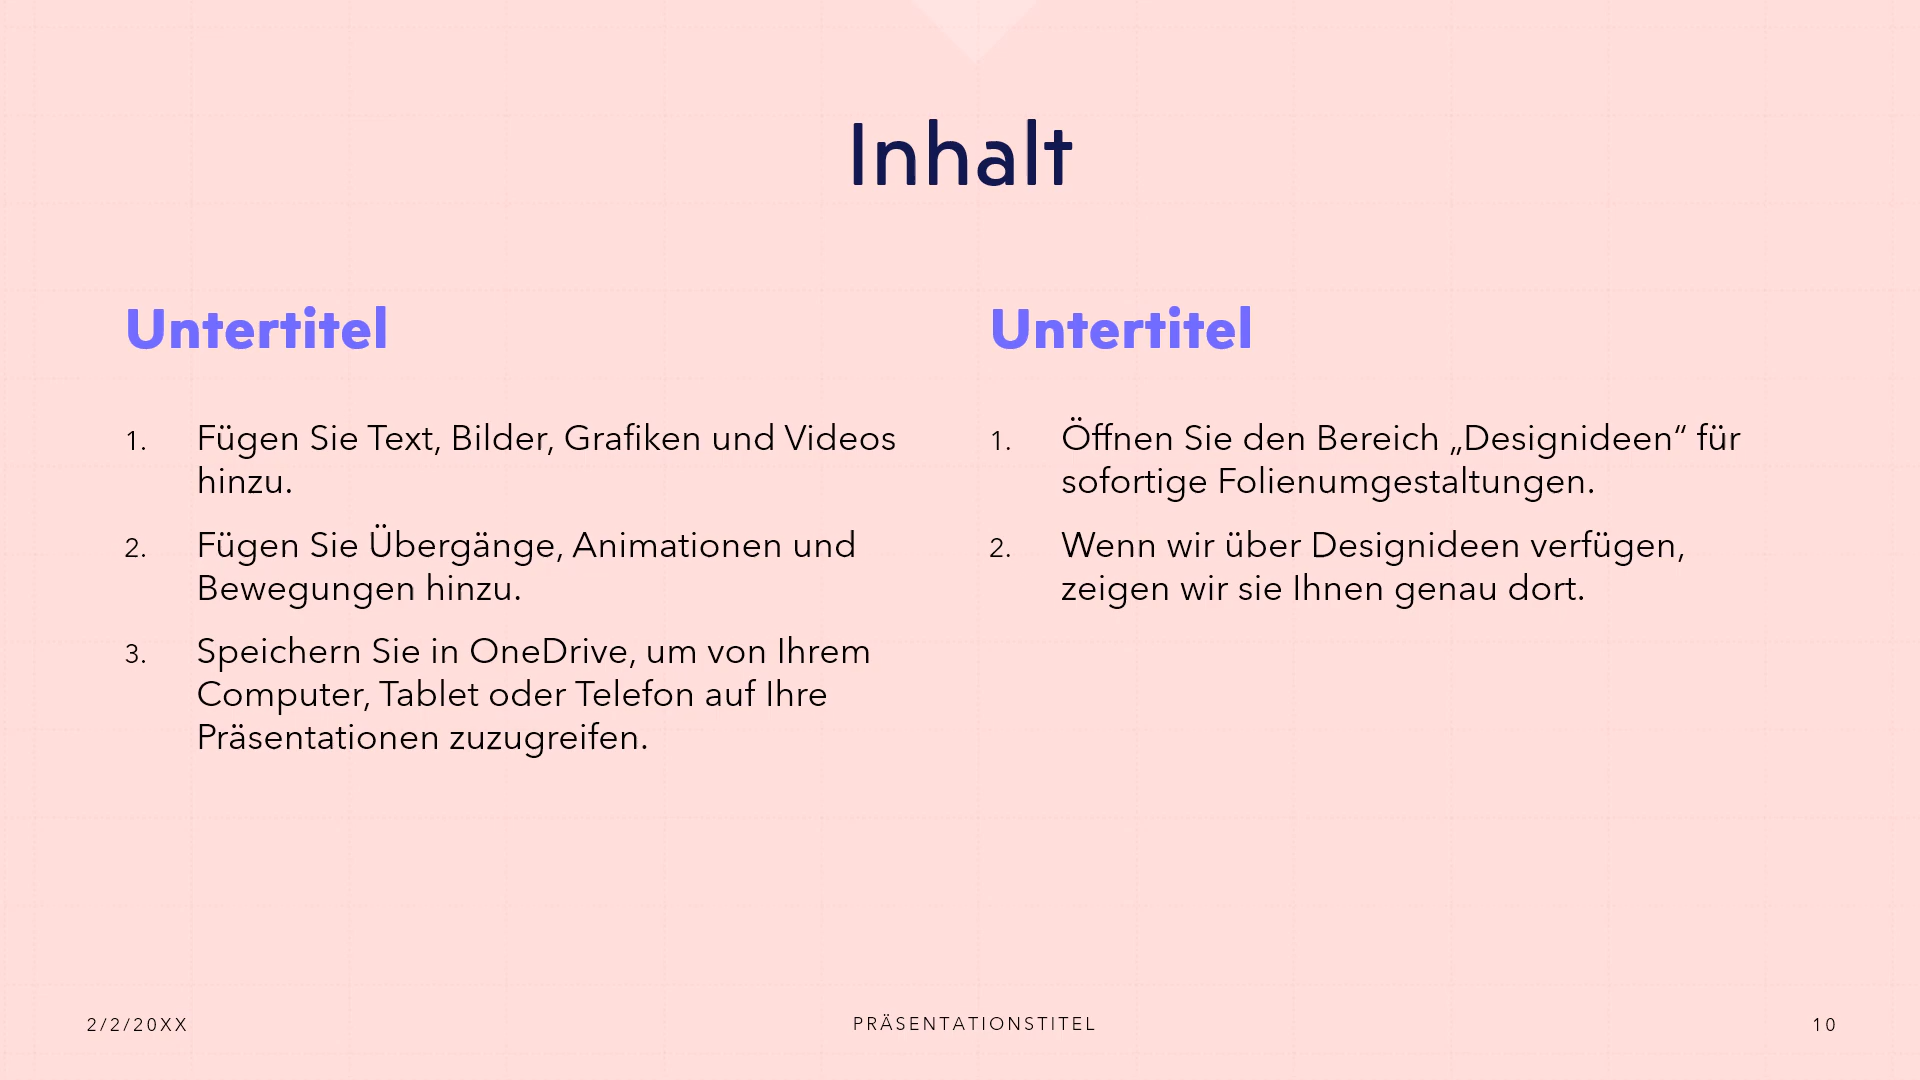 Inhalt
Untertitel
1. Fügen Sie Text, Bilder, Grafiken und Videos
hinzu.
2. Fügen Sie Übergänge, Animationen und
Bewegungen hinzu.
3. Speichern Sie in OneDrive, um von Ihrem
Computer, Tablet oder Telefon auf Ihre
Präsentationen zuzugreifen.
Untertitel
1. Öffnen Sie den Bereich „Designideen“ für
sofortige Folienumgestaltungen.
2. Wenn wir über Designideen verfügen,
zeigen wir sie Ihnen genau dort.
2/2/20XX
PRÄSENTATIONSTITEL
10